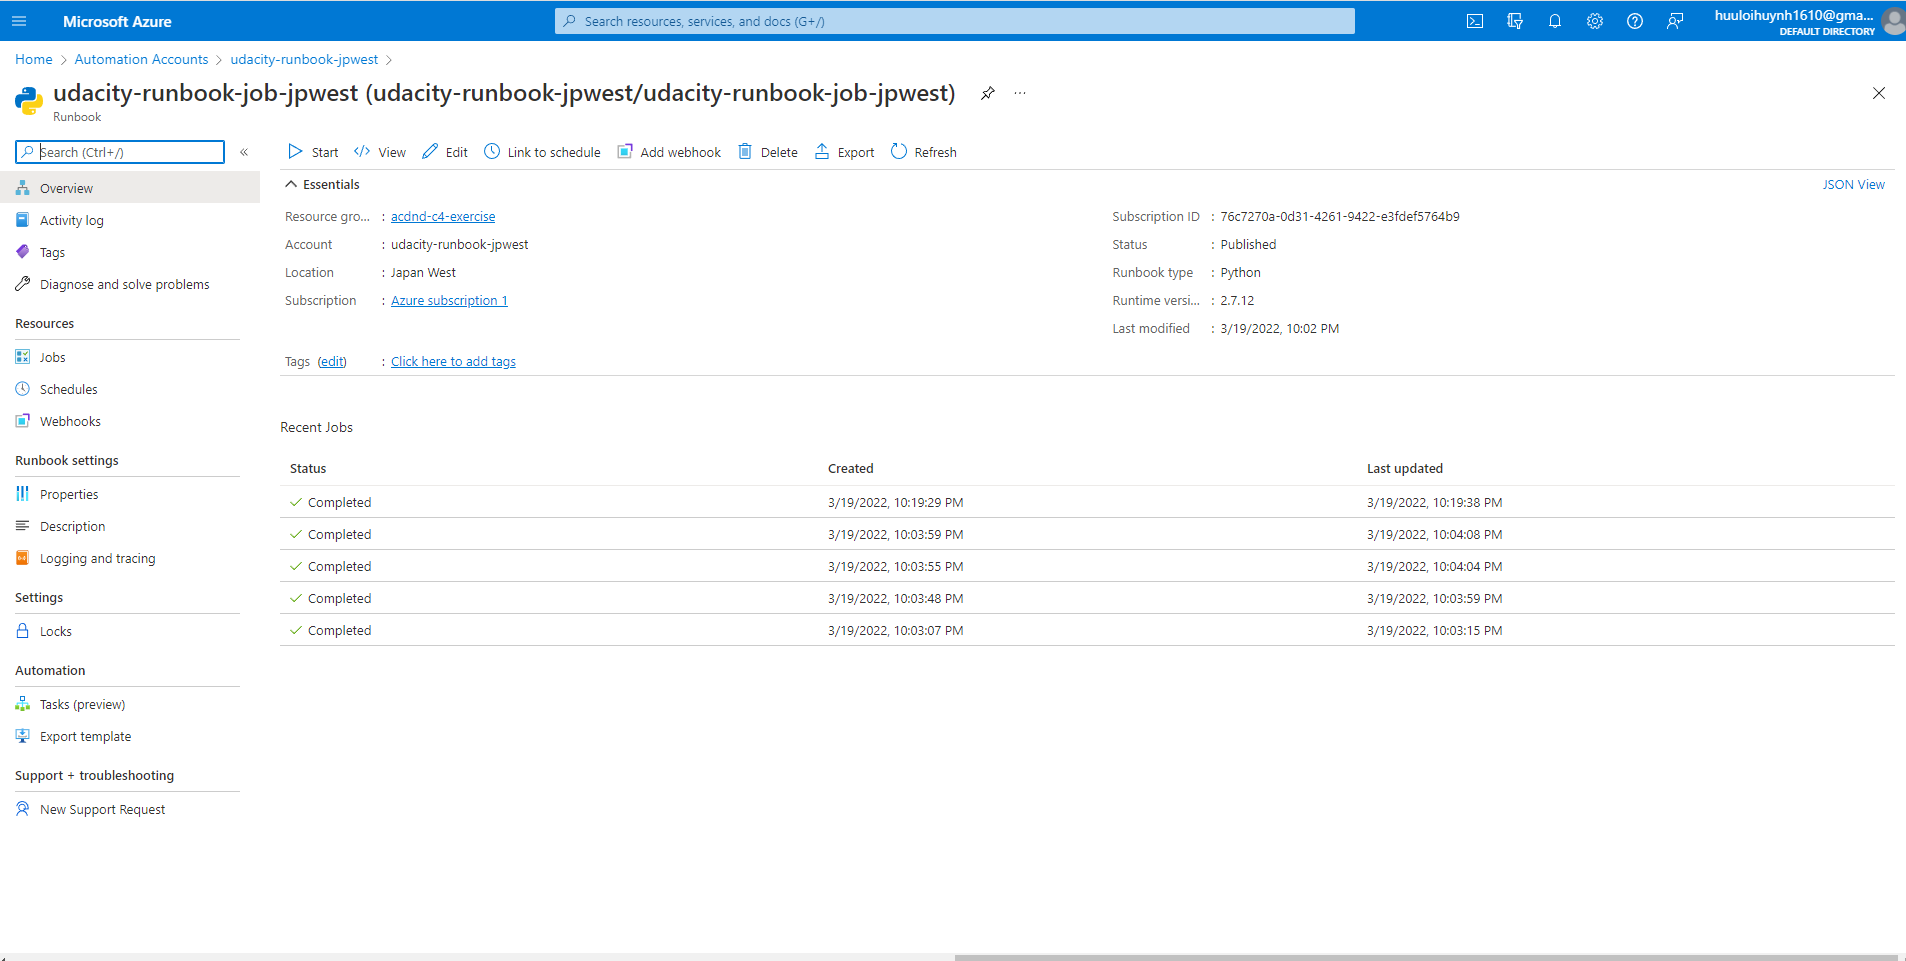 Microsoft Azure
Search resources, services, and docs (G+/)
huuloihuynh1610@gma...
DEFAULT DIRECTORY
Home > Automation Accounts > udacity-runbook-jpwest >
udacity-runbook-job-jpwest (udacity-runbook-jpwest/udacity-runbook-job-jpwest) ...
Runbook
Search (Ctrl+/) «
Start View Edit Link to schedule Add webhook Delete Export Refresh
Overview
Activity log
Tags
Diagnose and solve problems
Resources
Jobs
Schedules
Webhooks
Runbook settings
Properties
Description
Logging and tracing
Settings
Locks
Automation
Tasks (preview)
Export template
Support + troubleshooting
New Support Request
Essentials JSON View
Resource gro... : acdnd-c4-exercise
Account : udacity-runbook-jpwest
Location : Japan West
Subscription : Azure subscription 1
Subscription ID : 76c7270a-0d31-4261-9422-e3fdef5764b9
Status : Published
Runbook type : Python
Runtime versi... : 2.7.12
Last modified : 3/19/2022, 10:02 PM
Tags (edit) : Click here to add tags
Recent Jobs
Status Created Last updated
Completed 3/19/2022, 10:19:29 PM 3/19/2022, 10:19:38 PM
Completed 3/19/2022, 10:03:59 PM 3/19/2022, 10:04:08 PM
Completed 3/19/2022, 10:03:55 PM 3/19/2022, 10:04:04 PM
Completed 3/19/2022, 10:03:48 PM 3/19/2022, 10:03:59 PM
Completed 3/19/2022, 10:03:07 PM 3/19/2022, 10:03:15 PM